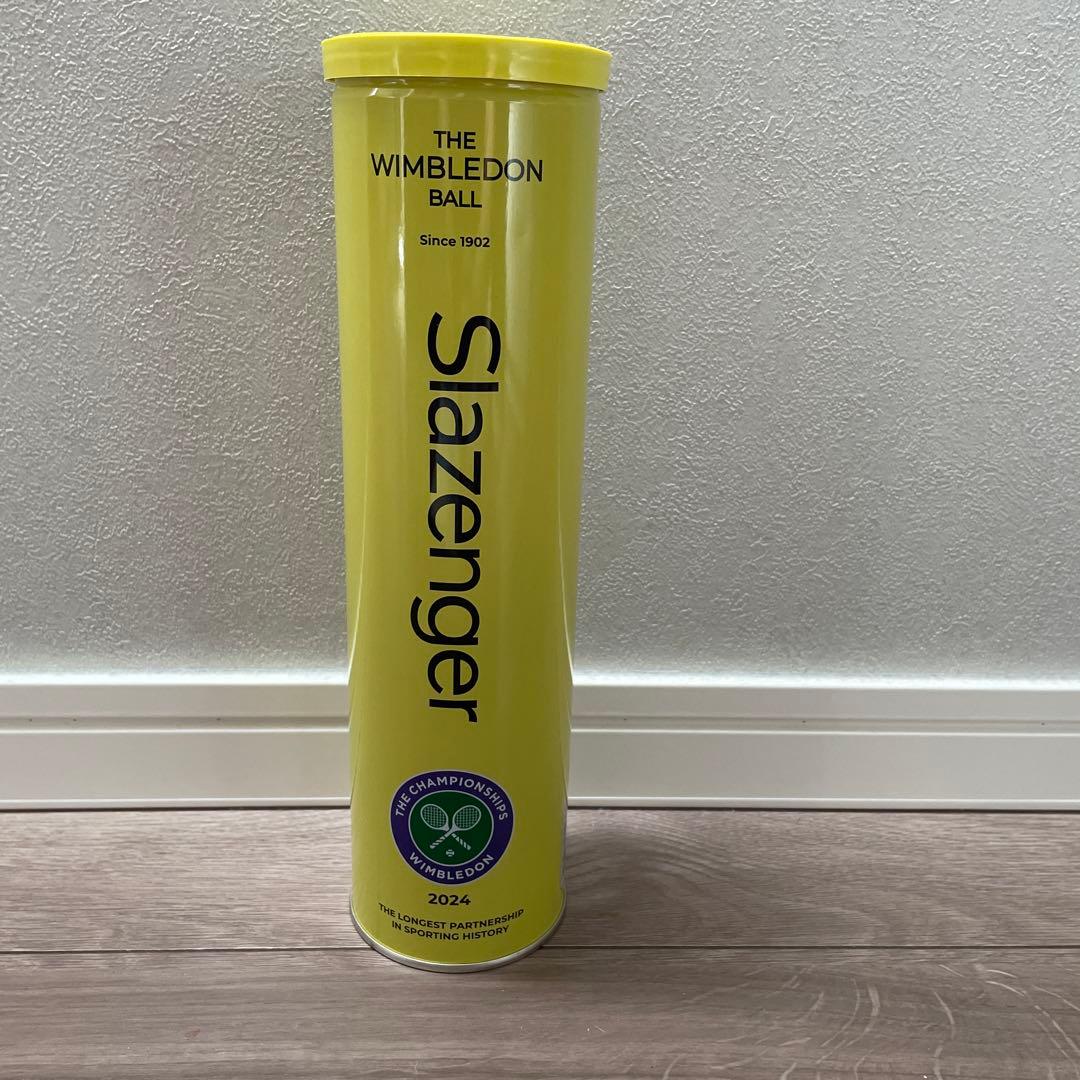 THE
WIMBLEDON
BALL
Since 1902
Slazenger
THE CHAMPIONSHIPS
WIMBLEDON
2024
THE LONGEST PARTNERSHIP
IN SPORTING HISTORY